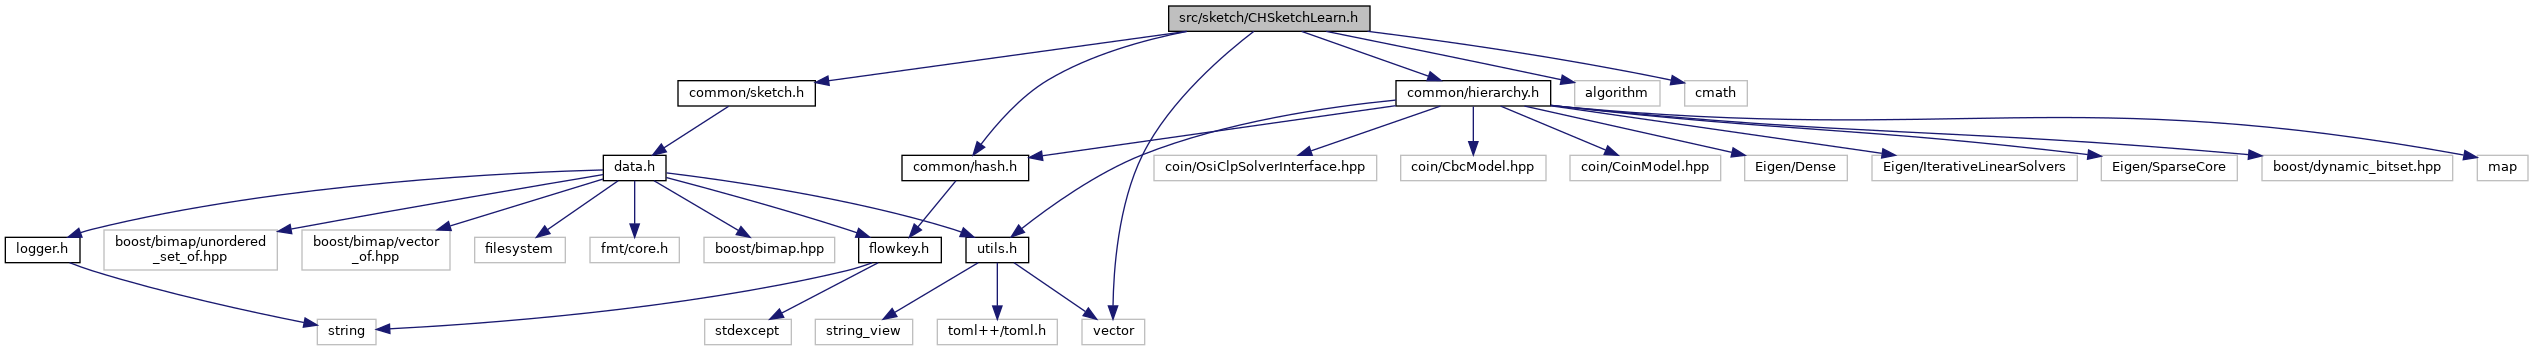 src/sketch/CHSketchLearn.h
common/sketch.h
common/hierarchy.h
algorithm
cmath
data.h
common/hash.h
coin/OsiClpSolverInterface.hpp
coin/CbcModel.hpp
coin/CoinModel.hpp
Eigen/Dense
Eigen/IterativeLinearSolvers
Eigen/SparseCore
boost/dynamic_bitset.hpp
map
logger.h
boost/bimap/unordered
_set_of.hpp
boost/bimap/vector
_of.hpp
filesystem
fmt/core.h
boost/bimap.hpp
flowkey.h
utils.h
string
stdexcept
string_view
toml++/toml.h
vector